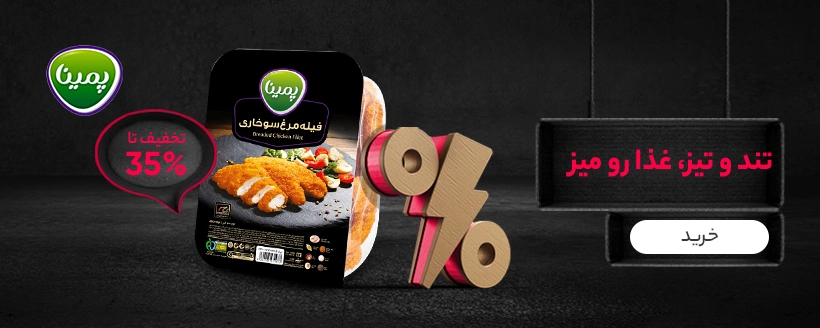 پمینا
تخفیف تا
35%
پمینا
فیله مرغ سوخاری
Breaded Chicken Fillet
%
تند و تیز، غذا رو میز
خرید